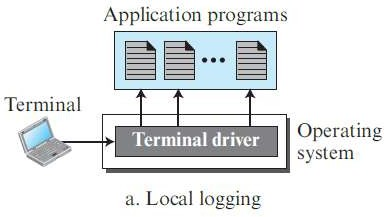 Application programs
Terminal
Terminal driver
Operating
system
a. Local logging